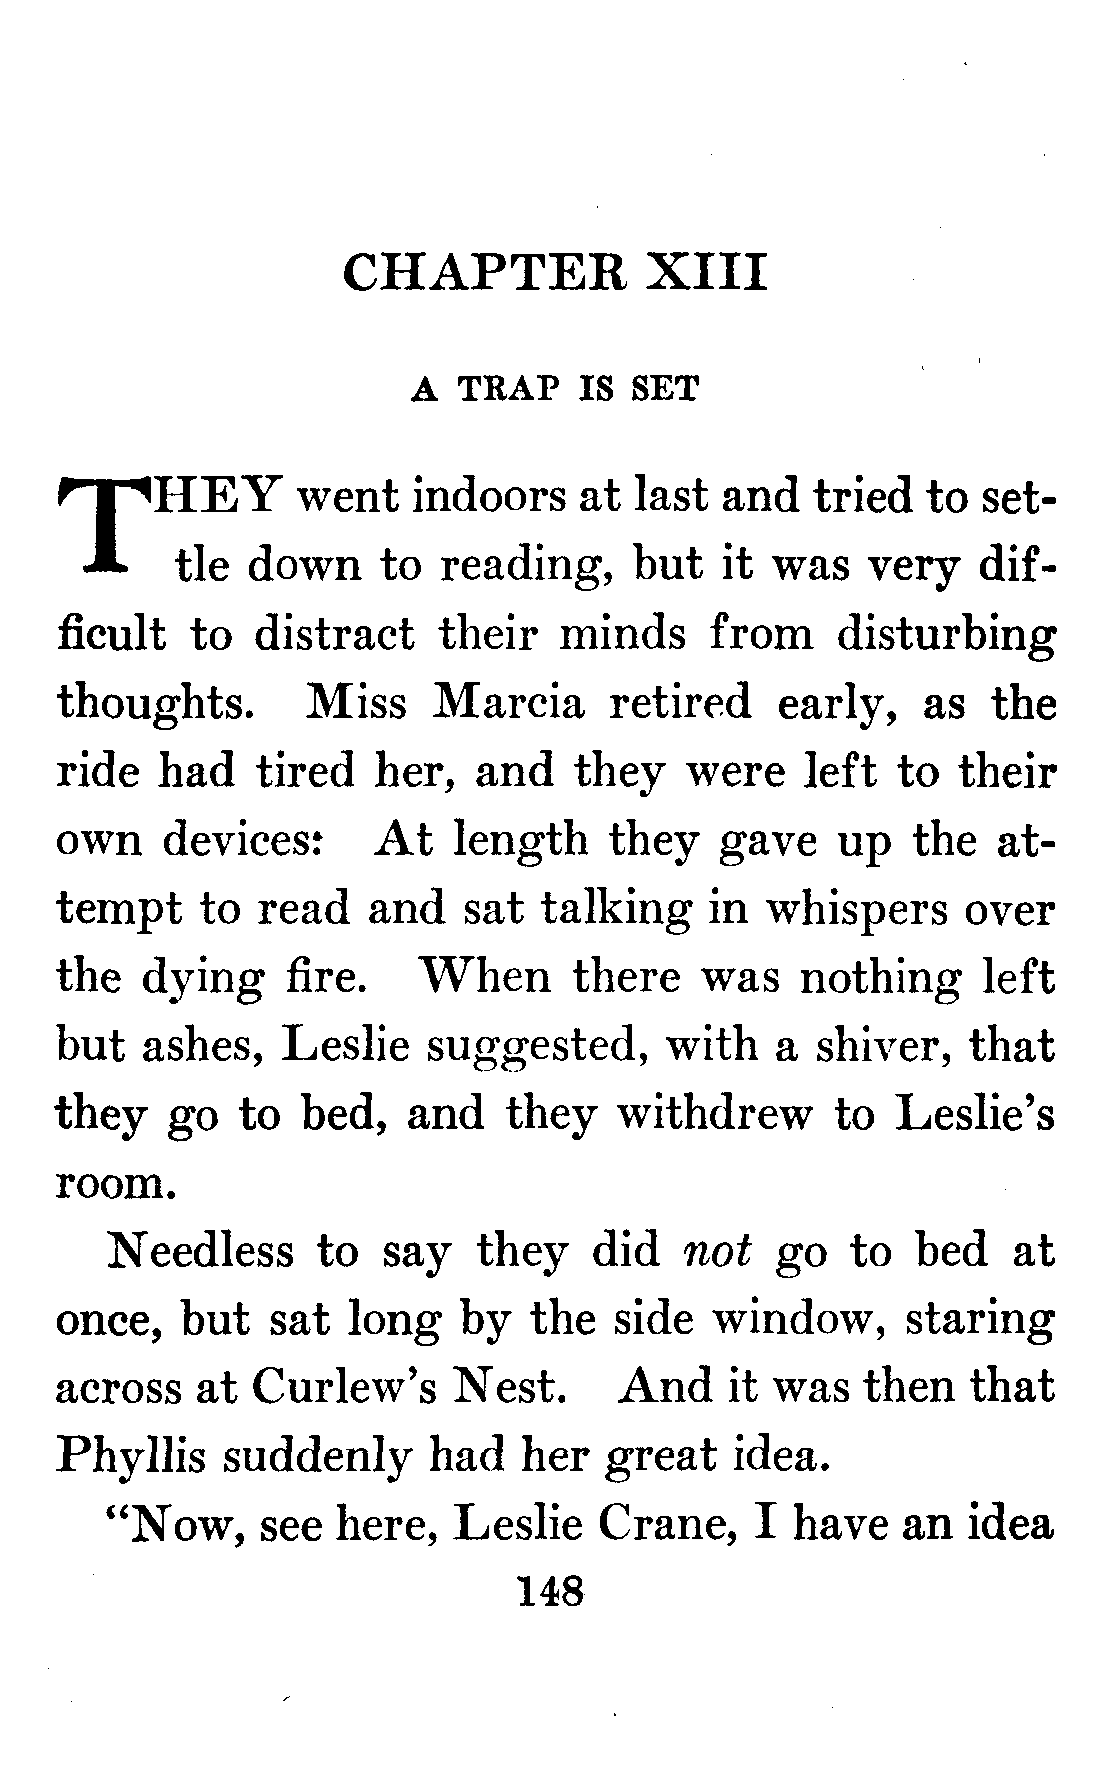 CHAPTER XIII
A TRAP IS SET
THEY went indoors at last and tried to set-
tle down to reading, but it was very dif-
ficult to distract their minds from disturbing
thoughts. Miss Marcia retired early, as the
ride had tired her, and they were left to their
own devices: At length they gave up the at-
tempt to read and sat talking in whispers over
the dying fire. When there was nothing left
but ashes, Leslie suggested, with a shiver, that
they go to bed, and they withdrew to Leslie's
room.
Needless to say they did not go to bed at
once, but sat long by the side window, staring
across at Curlew's Nest. And it was then that
Phyllis suddenly had her great idea.
"Now, see here, Leslie Crane, I have an idea
148